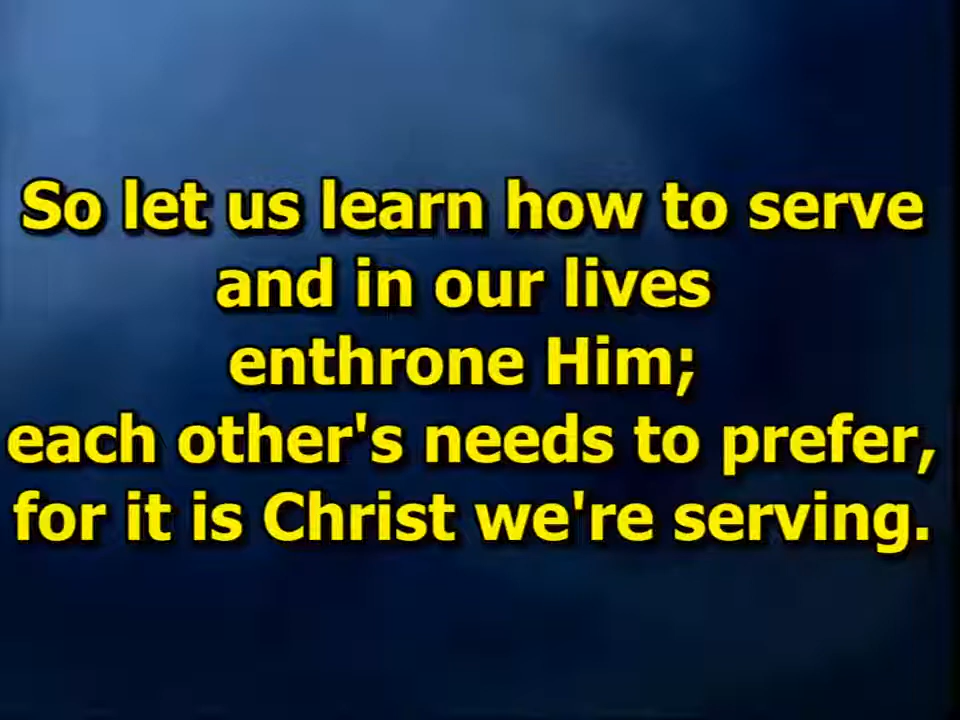 So let us learn how to serve
and in our lives
enthrone Him;
each other's needs to prefer,
for it is Christ we're serving.